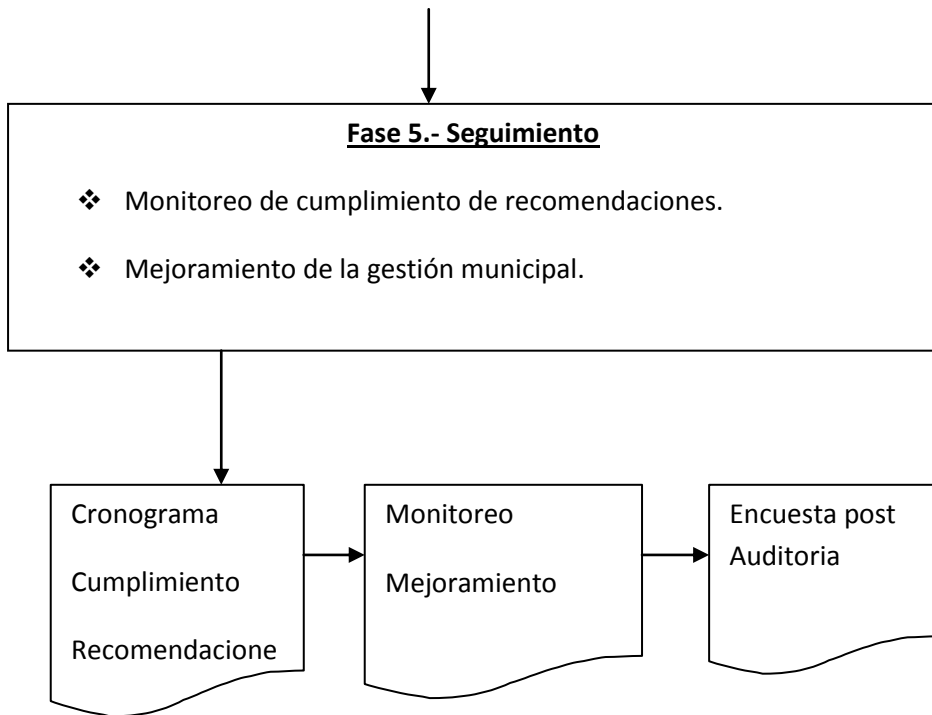 Fase 5.- Seguimiento
❖ Monitoreo de cumplimiento de recomendaciones.
❖ Mejoramiento de la gestión municipal.
Cronograma
Cumplimiento
Recomendacione
Monitoreo
Mejoramiento
Encuesta post
Auditoria